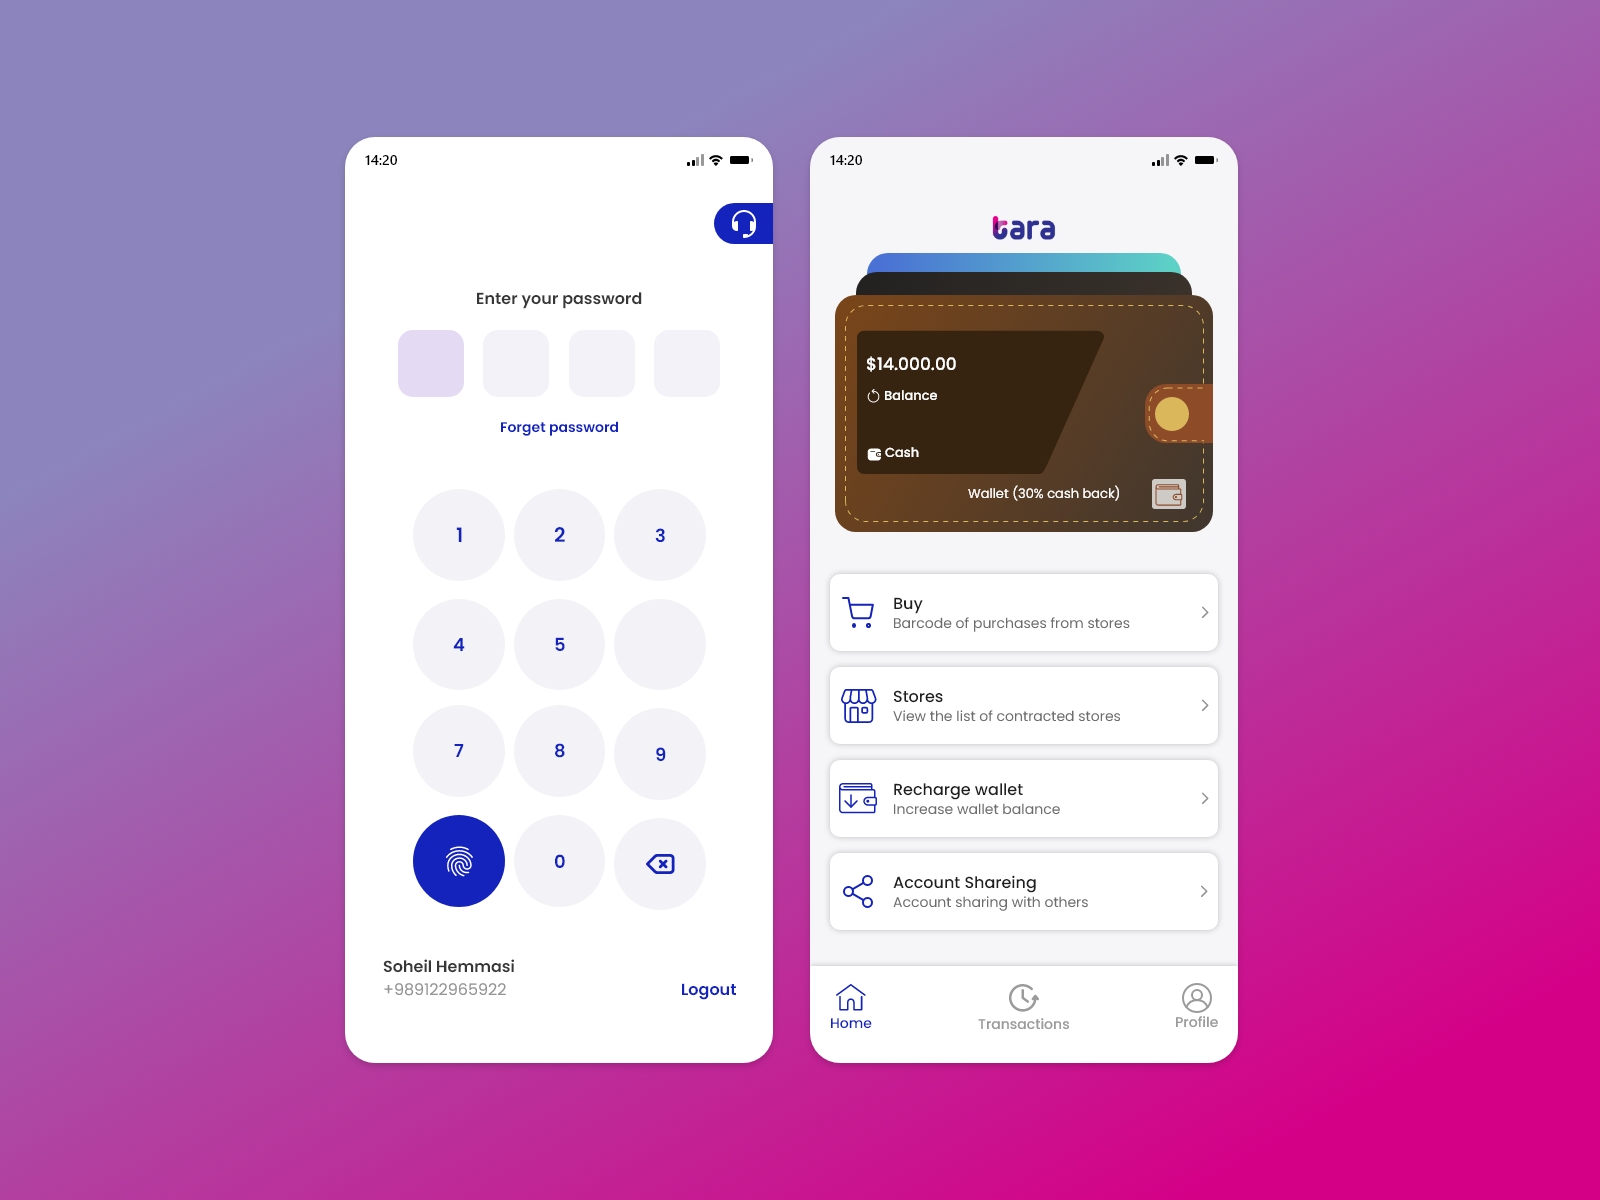 14:20
Enter your password
Forget password
1 2 3
4 5
7 8 9
0
Soheil Hemmasi
+989122965922
Logout
14:20
tara
$14.000.00
Balance
Cash
Wallet (30% cash back)
Buy
Barcode of purchases from stores
Stores
View the list of contracted stores
Recharge wallet
Increase wallet balance
Account Shareing
Account sharing with others
Home
Transactions
Profile